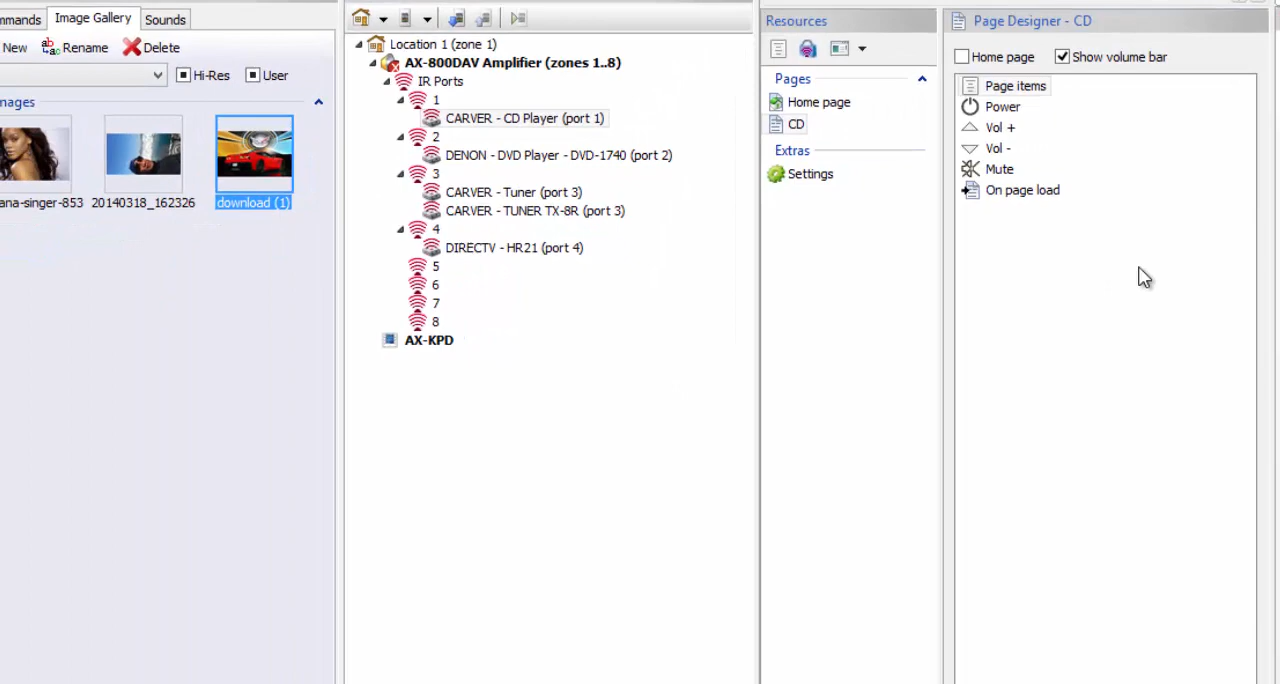 mmands
Image Gallery
Sounds
New
Rename
Delete
Hi-Res
User
mages
ana-singer-853
20140318_162326
download (1)
Location 1 (zone 1)
AX-800DAV Amplifier (zones 1..8)
IR Ports
1
CARVER - CD Player (port 1)
2
DENON - DVD Player - DVD-1740 (port 2)
3
CARVER - Tuner (port 3)
CARVER - TUNER TX-8R (port 3)
4
DIRECTV - HR21 (port 4)
5
6
7
8
AX-KPD
Resources
Pages
Home page
CD
Extras
Settings
Page Designer - CD
Home page
Show volume bar
Page items
Power
Vol +
Vol -
Mute
On page load